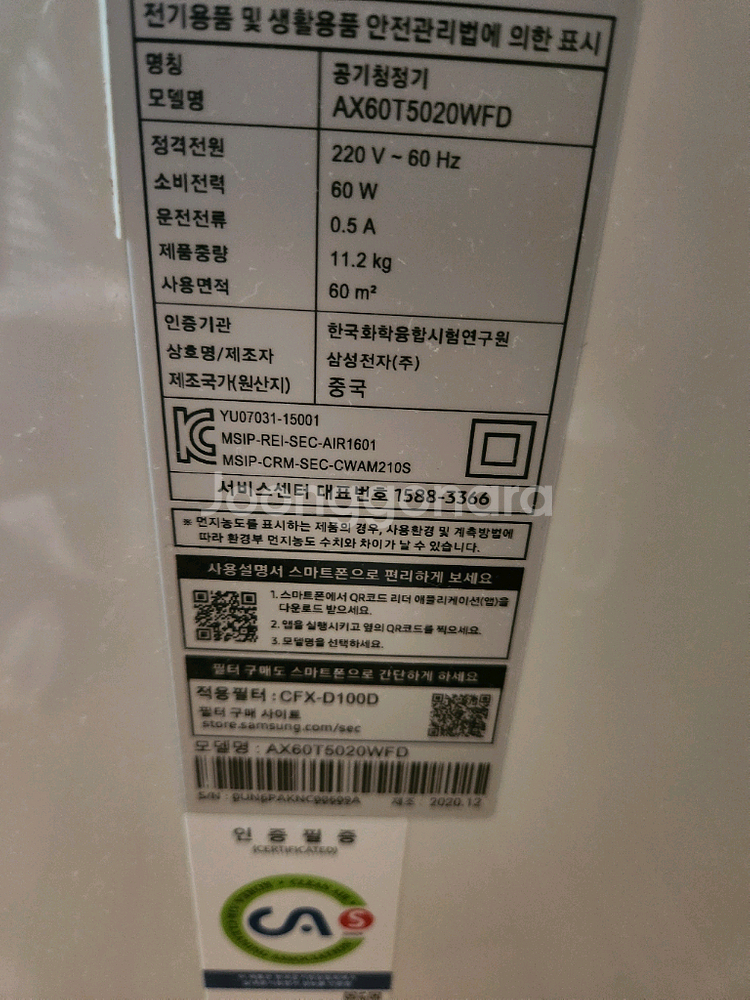 전기용품 및 생활용품 안전관리법에 의한 표시
명칭 공기청정기
모델명 AX60T5020WFD
정격전원 220 V ~ 60 Hz
소비전력 60 W
운전전류 0.5 A
제품중량 11.2 kg
사용면적 60 m²
인증기관 한국화학융합시험연구원
상호명/제조자 삼성전자(주)
제조국가(원산지) 중국
YU07031-15001
MSIP-REI-SEC-AIR1601
MSIP-CRM-SEC-CWAM210S
서비스센터 대표번호 1588-3366
Joonggonara
※ 먼지농도를 표시하는 제품의 경우, 사용환경 및 계측방법에
따라 환경부 먼지농도 수치와 차이가 날 수 있습니다.
사용설명서 스마트폰으로 편리하게 보세요
1. 스마트폰에서 QR코드 리더 애플리케이션(앱)을
다운로드 받으세요.
2. 앱을 실행시키고 옆의 QR코드를 찍으세요.
3. 모델명을 선택하세요.
필터 구매도 스마트폰으로 간단하게 하세요
적용필터 : CFX-D100D
필터 구매 사이트
store.samsung.com/sec
모델명 : AX60T5020WFD
S/N : 제조 : 2020.12
인 증 필 증
(CERTIFICATED)
CA S